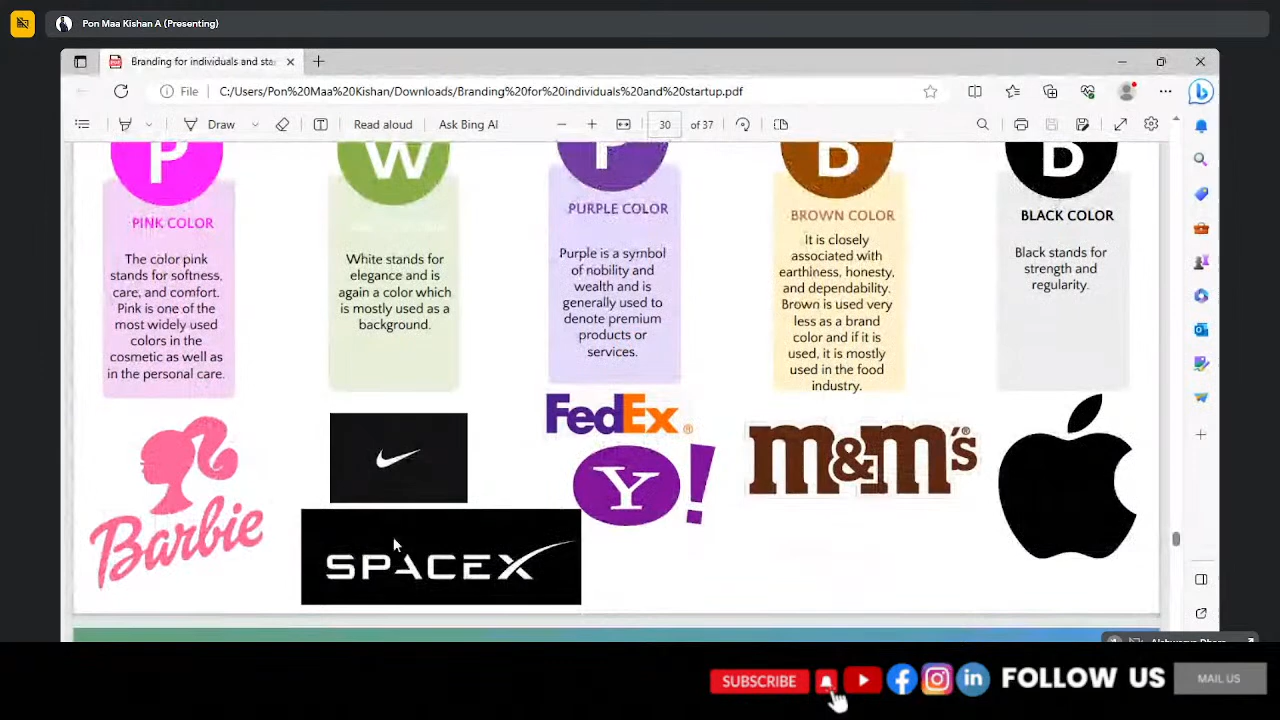 Pon Maa Kishan A (Presenting)
Branding for individuals and sta
File
C:/Users/Pon%20Maa%20Kishan/Downloads/Branding%20for%20individuals%20and%20startup.pdf
Draw
Read aloud
Ask Bing AI
30
of 37
P
W
P
B
B
PINK COLOR
The color pink
stands for softness,
care, and comfort.
Pink is one of the
most widely used
colors in the
cosmetic as well as
in the personal care.
White stands for
elegance and is
again a color which
is mostly used as a
background.
PURPLE COLOR
Purple is a symbol
of nobility and
wealth and is
generally used to
denote premium
products or
services.
BROWN COLOR
It is closely
associated with
earthiness, honesty,
and dependability.
Brown is used very
less as a brand
color and if it is
used, it is mostly
used in the food
industry.
BLACK COLOR
Black stands for
strength and
regularity.
Barbie
SPACEX
FedEx®
Y!
m&m's®
SUBSCRIBE
in
FOLLOW US
MAIL US